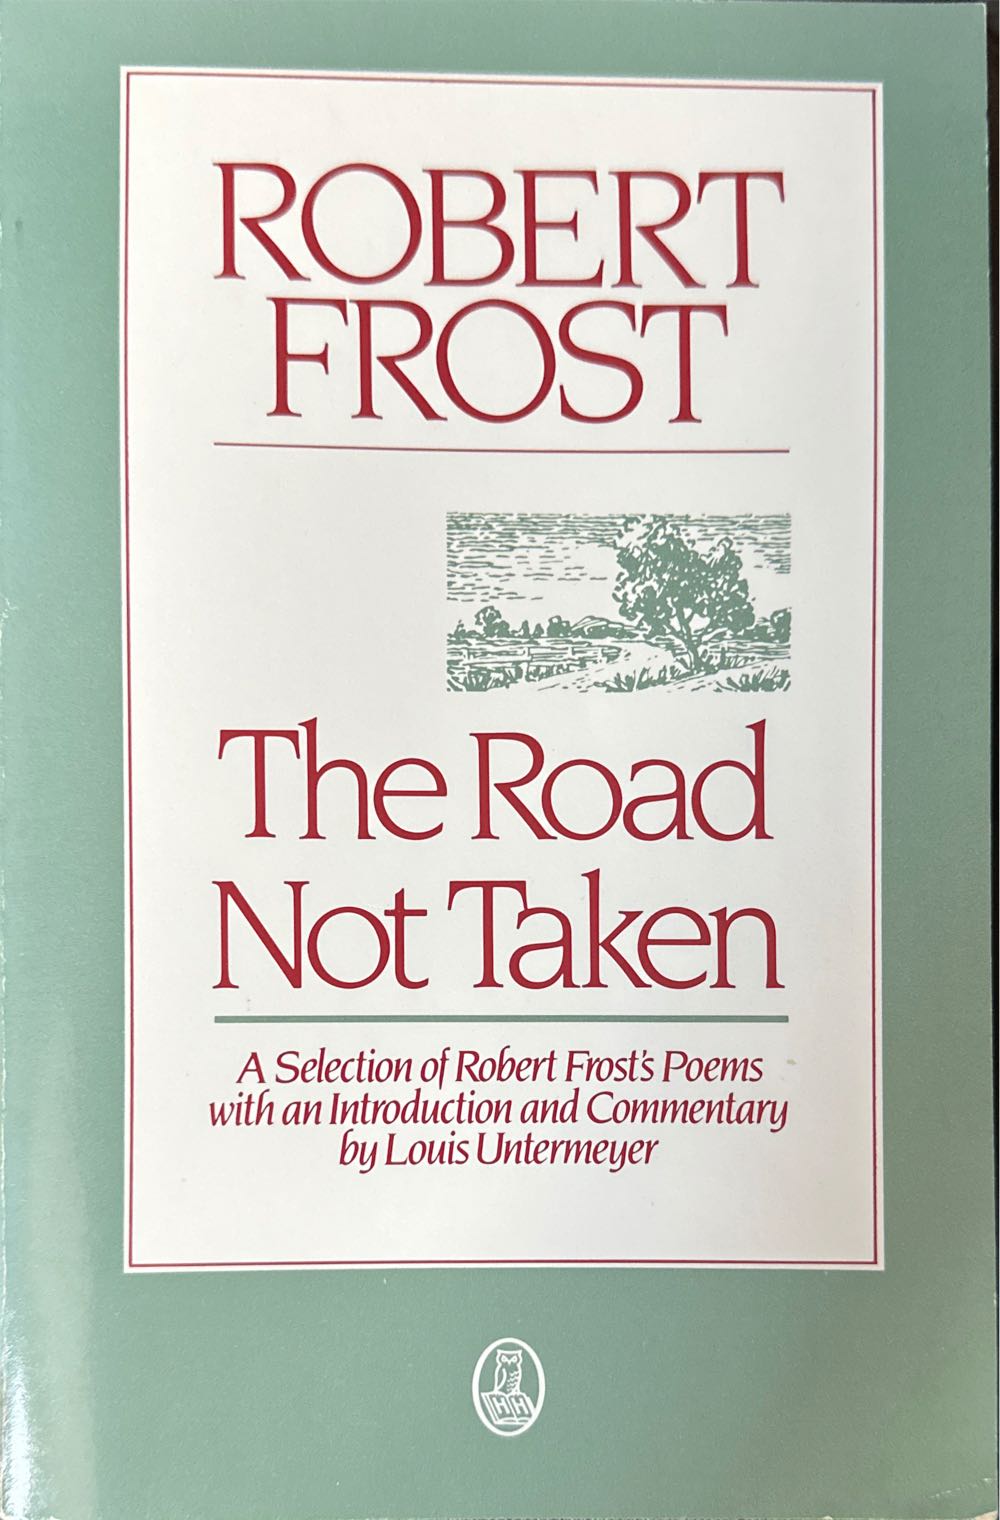 ROBERT
FROST
The Road
Not Taken
A Selection of Robert Frost's Poems
with an Introduction and Commentary
by Louis Untermeyer
HH